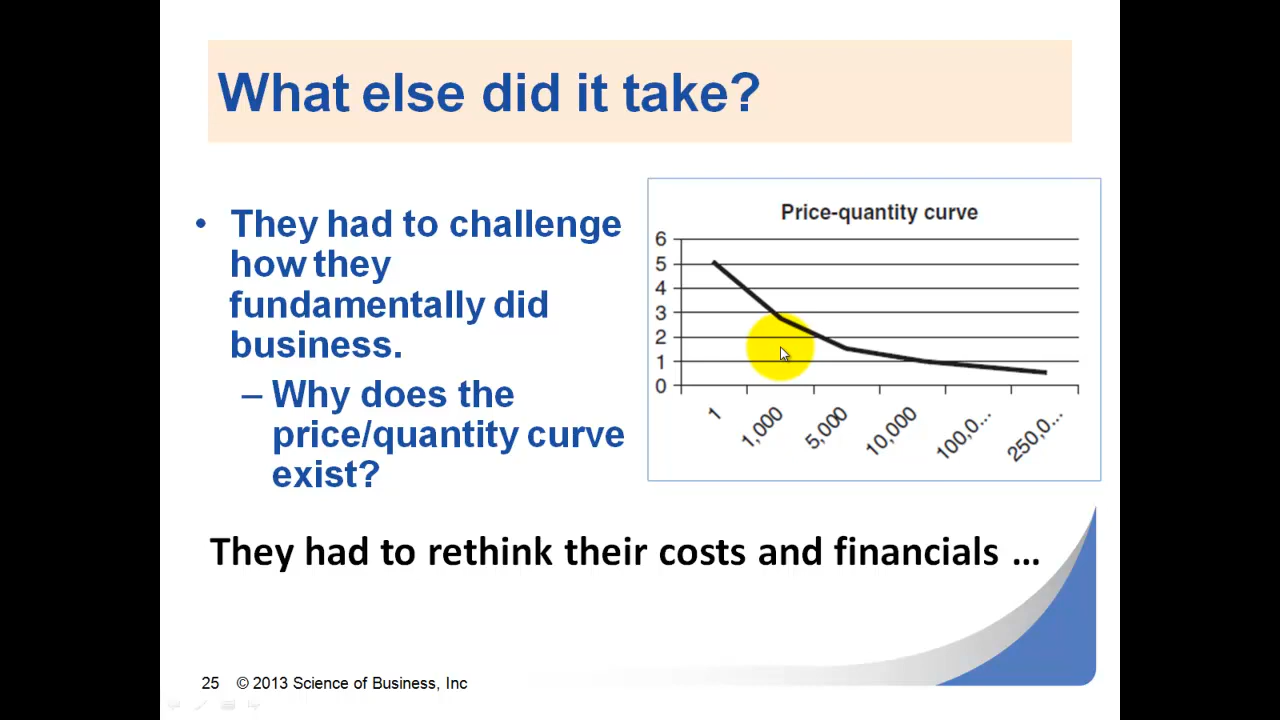 What else did it take?
• They had to challenge
how they
fundamentally did
business.
– Why does the
price/quantity curve
exist?
Price-quantity curve
6
5
4
3
2
1
0
1
1,000
5,000
10,000
100,0...
250,0...
They had to rethink their costs and financials ...
25 © 2013 Science of Business, Inc